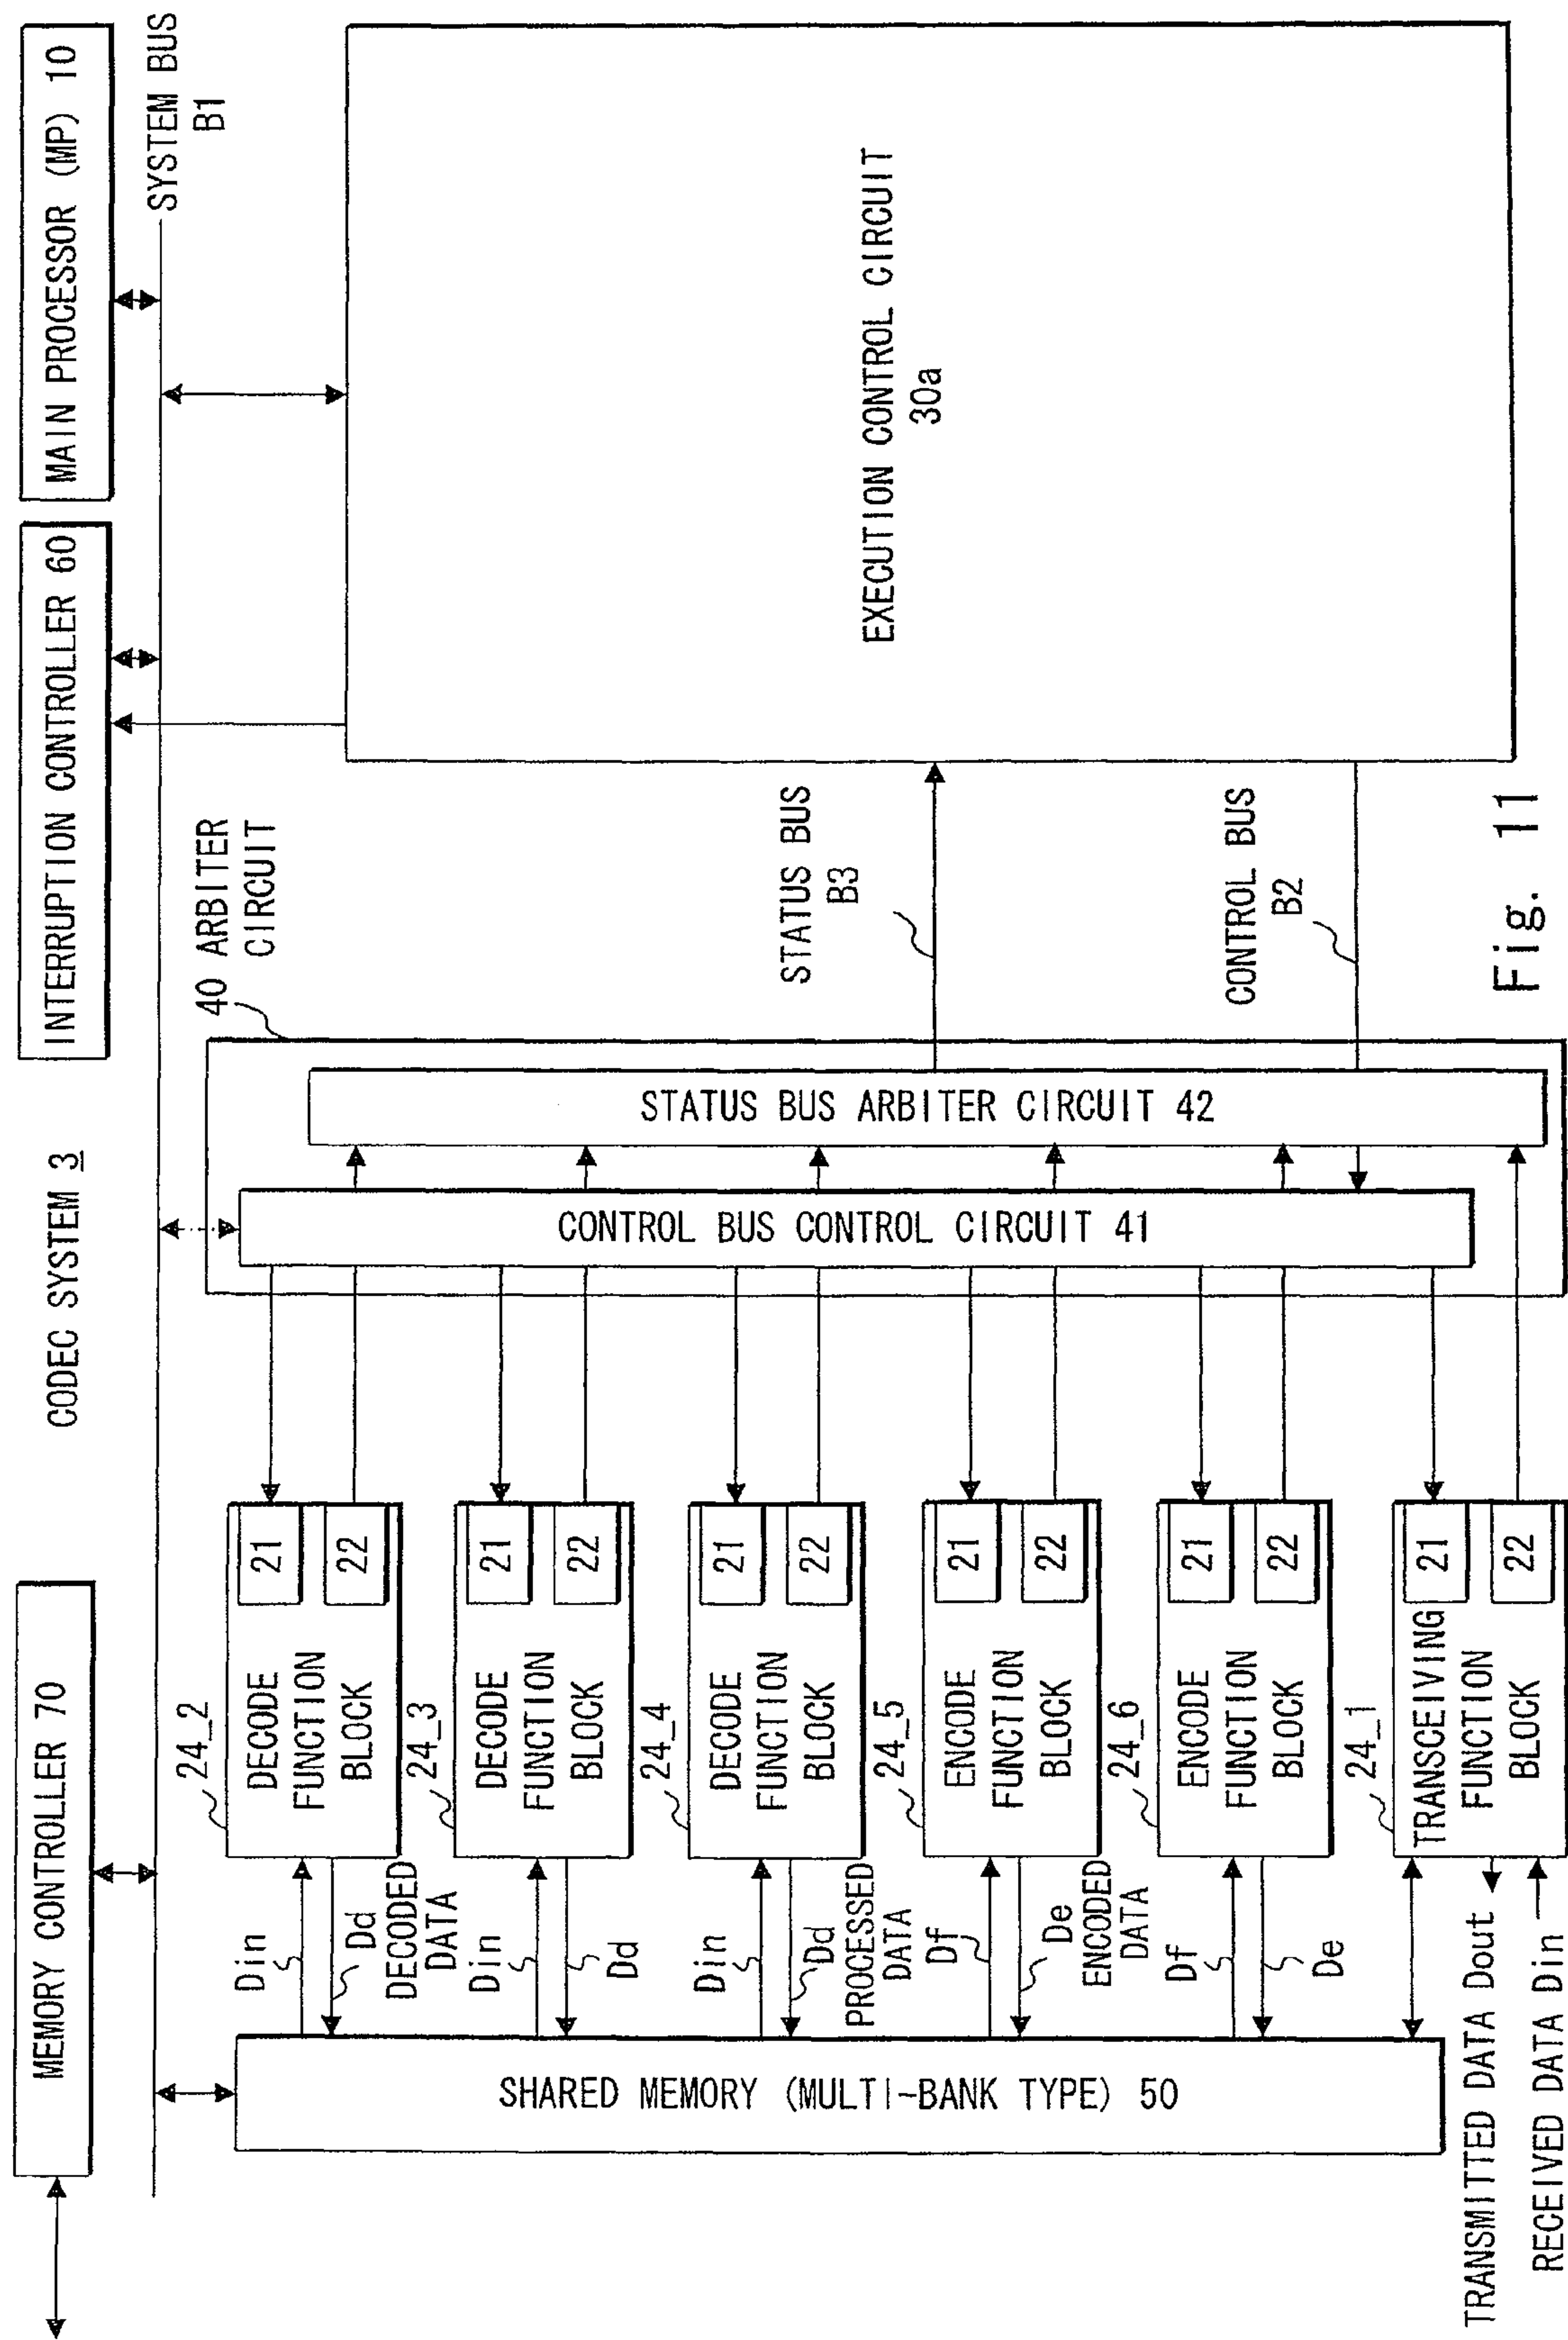 CODEC SYSTEM 3
MEMORY CONTROLLER 70
INTERRUPTION CONTROLLER 60
MAIN PROCESSOR (MP) 10
SYSTEM BUS
B1
SHARED MEMORY (MULTI-BANK TYPE) 50
Din
Dd
DECODED
DATA
24_2
DECODE
FUNCTION
BLOCK
21
22
Din
Dd
24_3
DECODE
FUNCTION
BLOCK
21
22
Din
Dd
PROCESSED
DATA
24_4
DECODE
FUNCTION
BLOCK
21
22
Df
De
ENCODED
DATA
24_5
ENCODE
FUNCTION
BLOCK
21
22
Df
De
24_6
ENCODE
FUNCTION
BLOCK
21
22
24_1
TRANSCEIVING
FUNCTION
BLOCK
21
22
TRANSMITTED DATA Dout
RECEIVED DATA Din
40 ARBITER
CIRCUIT
CONTROL BUS CONTROL CIRCUIT 41
STATUS BUS ARBITER CIRCUIT 42
STATUS BUS
B3
CONTROL BUS
B2
EXECUTION CONTROL CIRCUIT
30a
Fig. 11